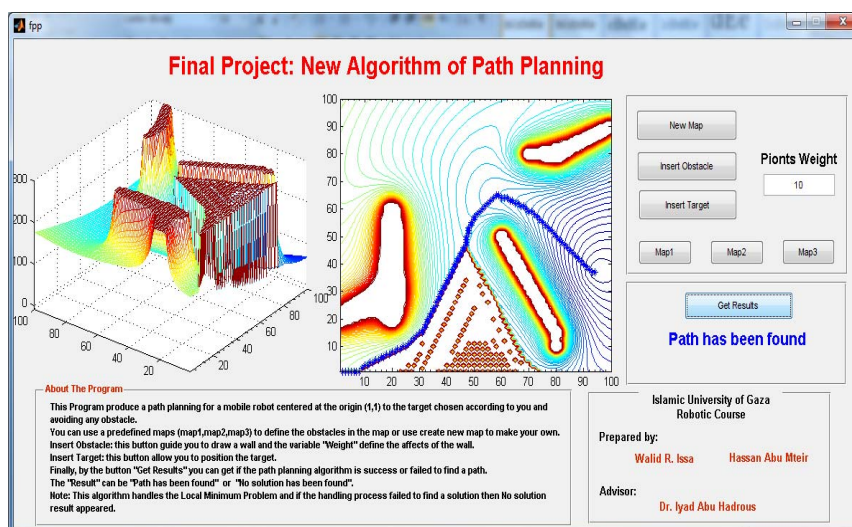 fpp
Final Project: New Algorithm of Path Planning
300
200
100
0
100
80
60
40
20
20
40
60
80
100
100
90
80
70
60
50
40
30
20
10
10 20 30 40 50 60 70 80 90 100
New Map
Insert Obstacle
Insert Target
Pionts Weight
10
Map1 Map2 Map3
Get Results
Path has been found
About The Program
This Program produce a path planning for a mobile robot centered at the origin (1,1) to the target chosen according to you and
avoiding any obstacle.
You can use a predefined maps (map1,map2,map3) to define the obstacles in the map or use create new map to make your own.
Insert Obstacle: this button guide you to draw a wall and the variable "Weight" define the affects of the wall.
Insert Target: this button allow you to position the target.
Finally, by the button "Get Results" you can get if the path planning algorithm is success or failed to find a path.
The "Result" can be "Path has been found" or "No solution has been found".
Note: This algorithm handles the Local Minimum Problem and if the handling process failed to find a solution then No solution
result appeared.
Islamic University of Gaza
Robotic Course
Prepared by:
Walid R. Issa Hassan Abu Mteir
Advisor:
Dr. Iyad Abu Hadrous